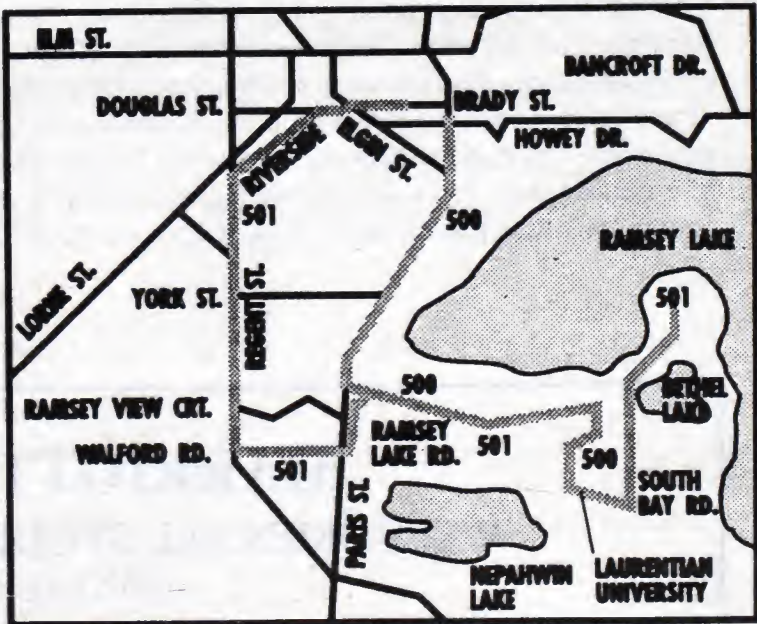 ELM ST.
BANCROFT DR.
DOUGLAS ST.
BRADY ST.
HOWEY DR.
RIVERSIDE
ELGIN ST.
501
500
RAMSEY LAKE
LORNE ST.
YORK ST.
REGENT ST.
501
500
RAMSEY VIEW CRT.
BETHEL
LAKE
RAMSEY
LAKE RD.
501
WALFORD RD.
501
500
SOUTH
BAY RD.
PARIS ST.
NEPAHWIN
LAKE
LAURENTIAN
UNIVERSITY